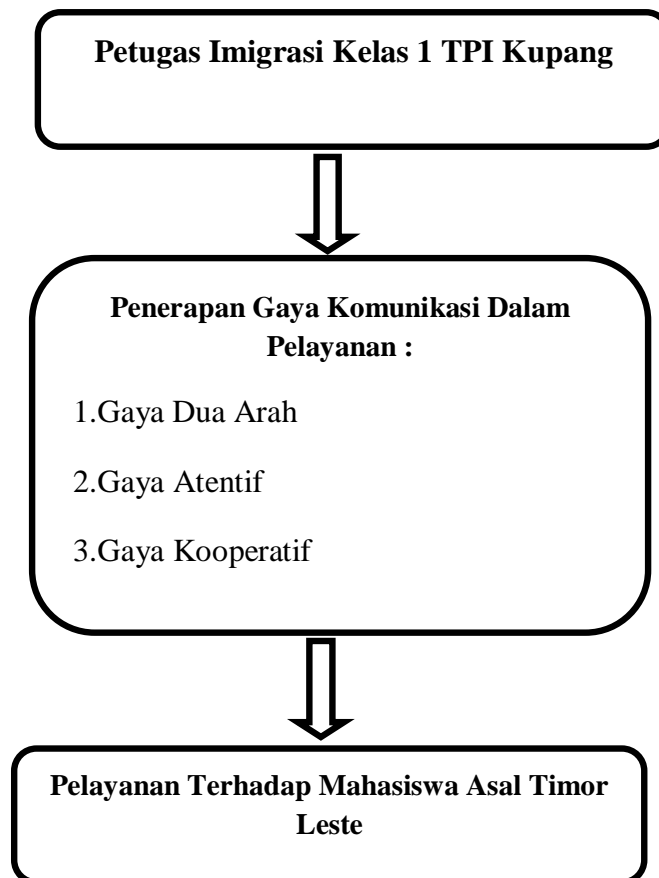 Petugas Imigrasi Kelas 1 TPI Kupang
Penerapan Gaya Komunikasi Dalam
Pelayanan :
1.Gaya Dua Arah
2.Gaya Atentif
3.Gaya Kooperatif
Pelayanan Terhadap Mahasiswa Asal Timor
Leste